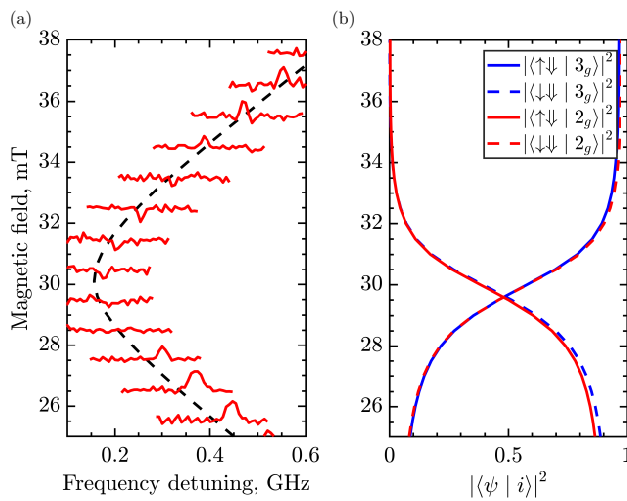 (a)
(b)
Magnetic field, mT
38
36
34
32
30
28
26
0.2 0.4 0.6
Frequency detuning, GHz
38
36
34
32
30
28
26
0 0.5 1
|⟨ψ | i⟩|²
|⟨↑⇓ | 3g⟩|²
|⟨↓⇓ | 3g⟩|²
|⟨↑⇓ | 2g⟩|²
|⟨↓⇓ | 2g⟩|²